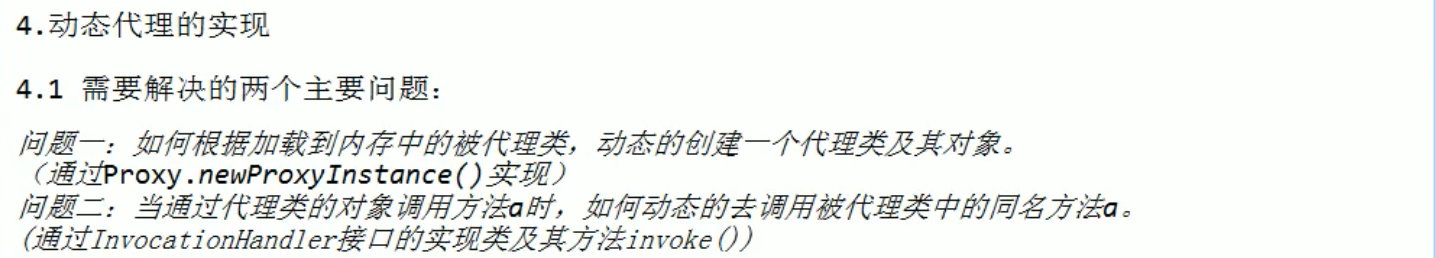 4.动态代理的实现
4.1 需要解决的两个主要问题：
问题一：如何根据加载到内存中的被代理类，动态的创建一个代理类及其对象。
（通过Proxy.newProxyInstance()实现）
问题二：当通过代理类的对象调用方法a时，如何动态的去调用被代理类中的同名方法a。
(通过InvocationHandler接口的实现类及其方法invoke())